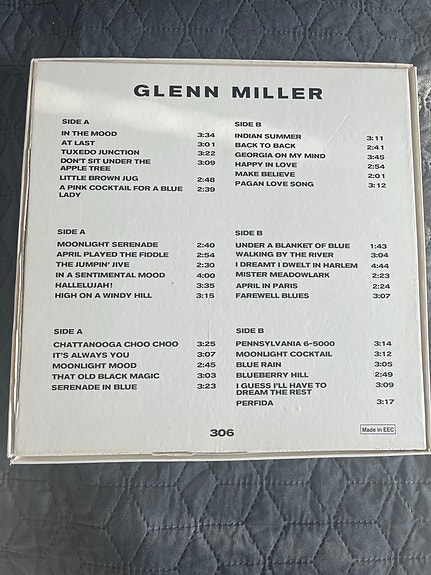 GLENN MILLER
SIDE A
IN THE MOOD 3:34
AT LAST 3:01
TUXEDO JUNCTION 3:22
DON'T SIT UNDER THE 3:09
APPLE TREE
LITTLE BROWN JUG 2:48
A PINK COCKTAIL FOR A BLUE 2:39
LADY
SIDE B
INDIAN SUMMER 3:11
BACK TO BACK 2:41
GEORGIA ON MY MIND 3:45
HAPPY IN LOVE 2:54
MAKE BELIEVE 2:01
PAGAN LOVE SONG 3:12
SIDE A
MOONLIGHT SERENADE 2:40
APRIL PLAYED THE FIDDLE 2:54
THE JUMPIN' JIVE 2:30
IN A SENTIMENTAL MOOD 4:00
HALLELUJAH! 3:35
HIGH ON A WINDY HILL 3:15
SIDE B
UNDER A BLANKET OF BLUE 1:43
WALKING BY THE RIVER 3:04
I DREAMT I DWELT IN HARLEM 4:44
MISTER MEADOWLARK 2:23
APRIL IN PARIS 2:24
FAREWELL BLUES 3:07
SIDE A
CHATTANOOGA CHOO CHOO 3:25
IT'S ALWAYS YOU 3:07
MOONLIGHT MOOD 2:45
THAT OLD BLACK MAGIC 3:03
SERENADE IN BLUE 3:23
SIDE B
PENNSYLVANIA 6-5000 3:14
MOONLIGHT COCKTAIL 3:12
BLUE RAIN 3:05
BLUEBERRY HILL 2:49
I GUESS I'LL HAVE TO 3:09
DREAM THE REST
PERFIDA 3:17
306
Made in EEC